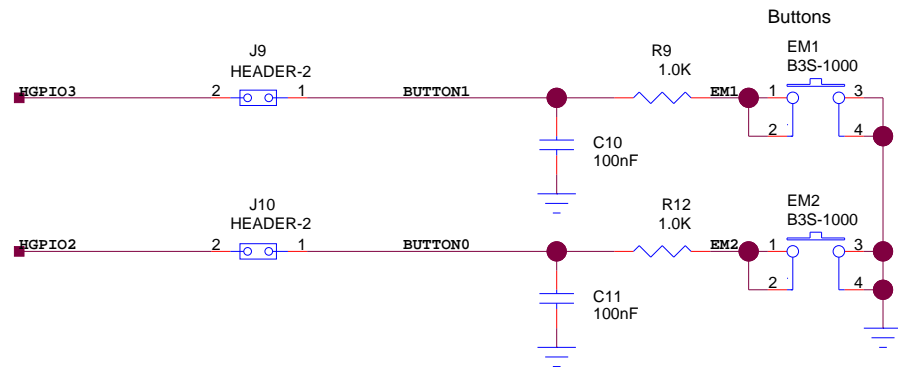 Buttons
J9
HEADER-2
R9
1.0K
EM1
B3S-1000
HGPIO3
2
1
BUTTON1
EM1
1
3
2
4
C10
100nF
J10
HEADER-2
R12
1.0K
EM2
B3S-1000
HGPIO2
2
1
BUTTON0
EM2
1
3
2
4
C11
100nF